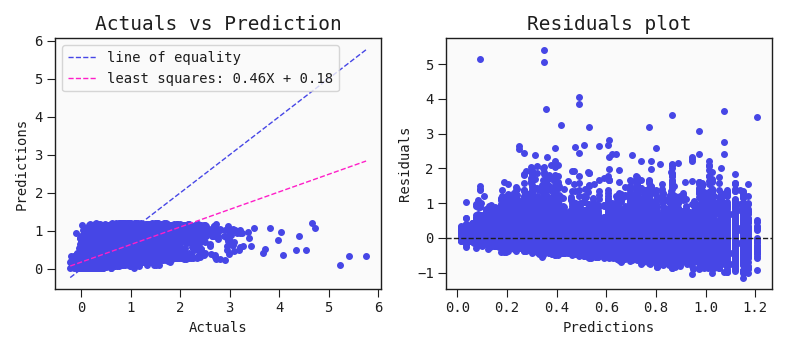 Actuals vs Prediction
line of equality
least squares: 0.46X + 0.18
Predictions
6
5
4
3
2
1
0
0 1 2 3 4 5 6
Actuals
Residuals plot
Residuals
5
4
3
2
1
0
−1
0.0 0.2 0.4 0.6 0.8 1.0 1.2
Predictions